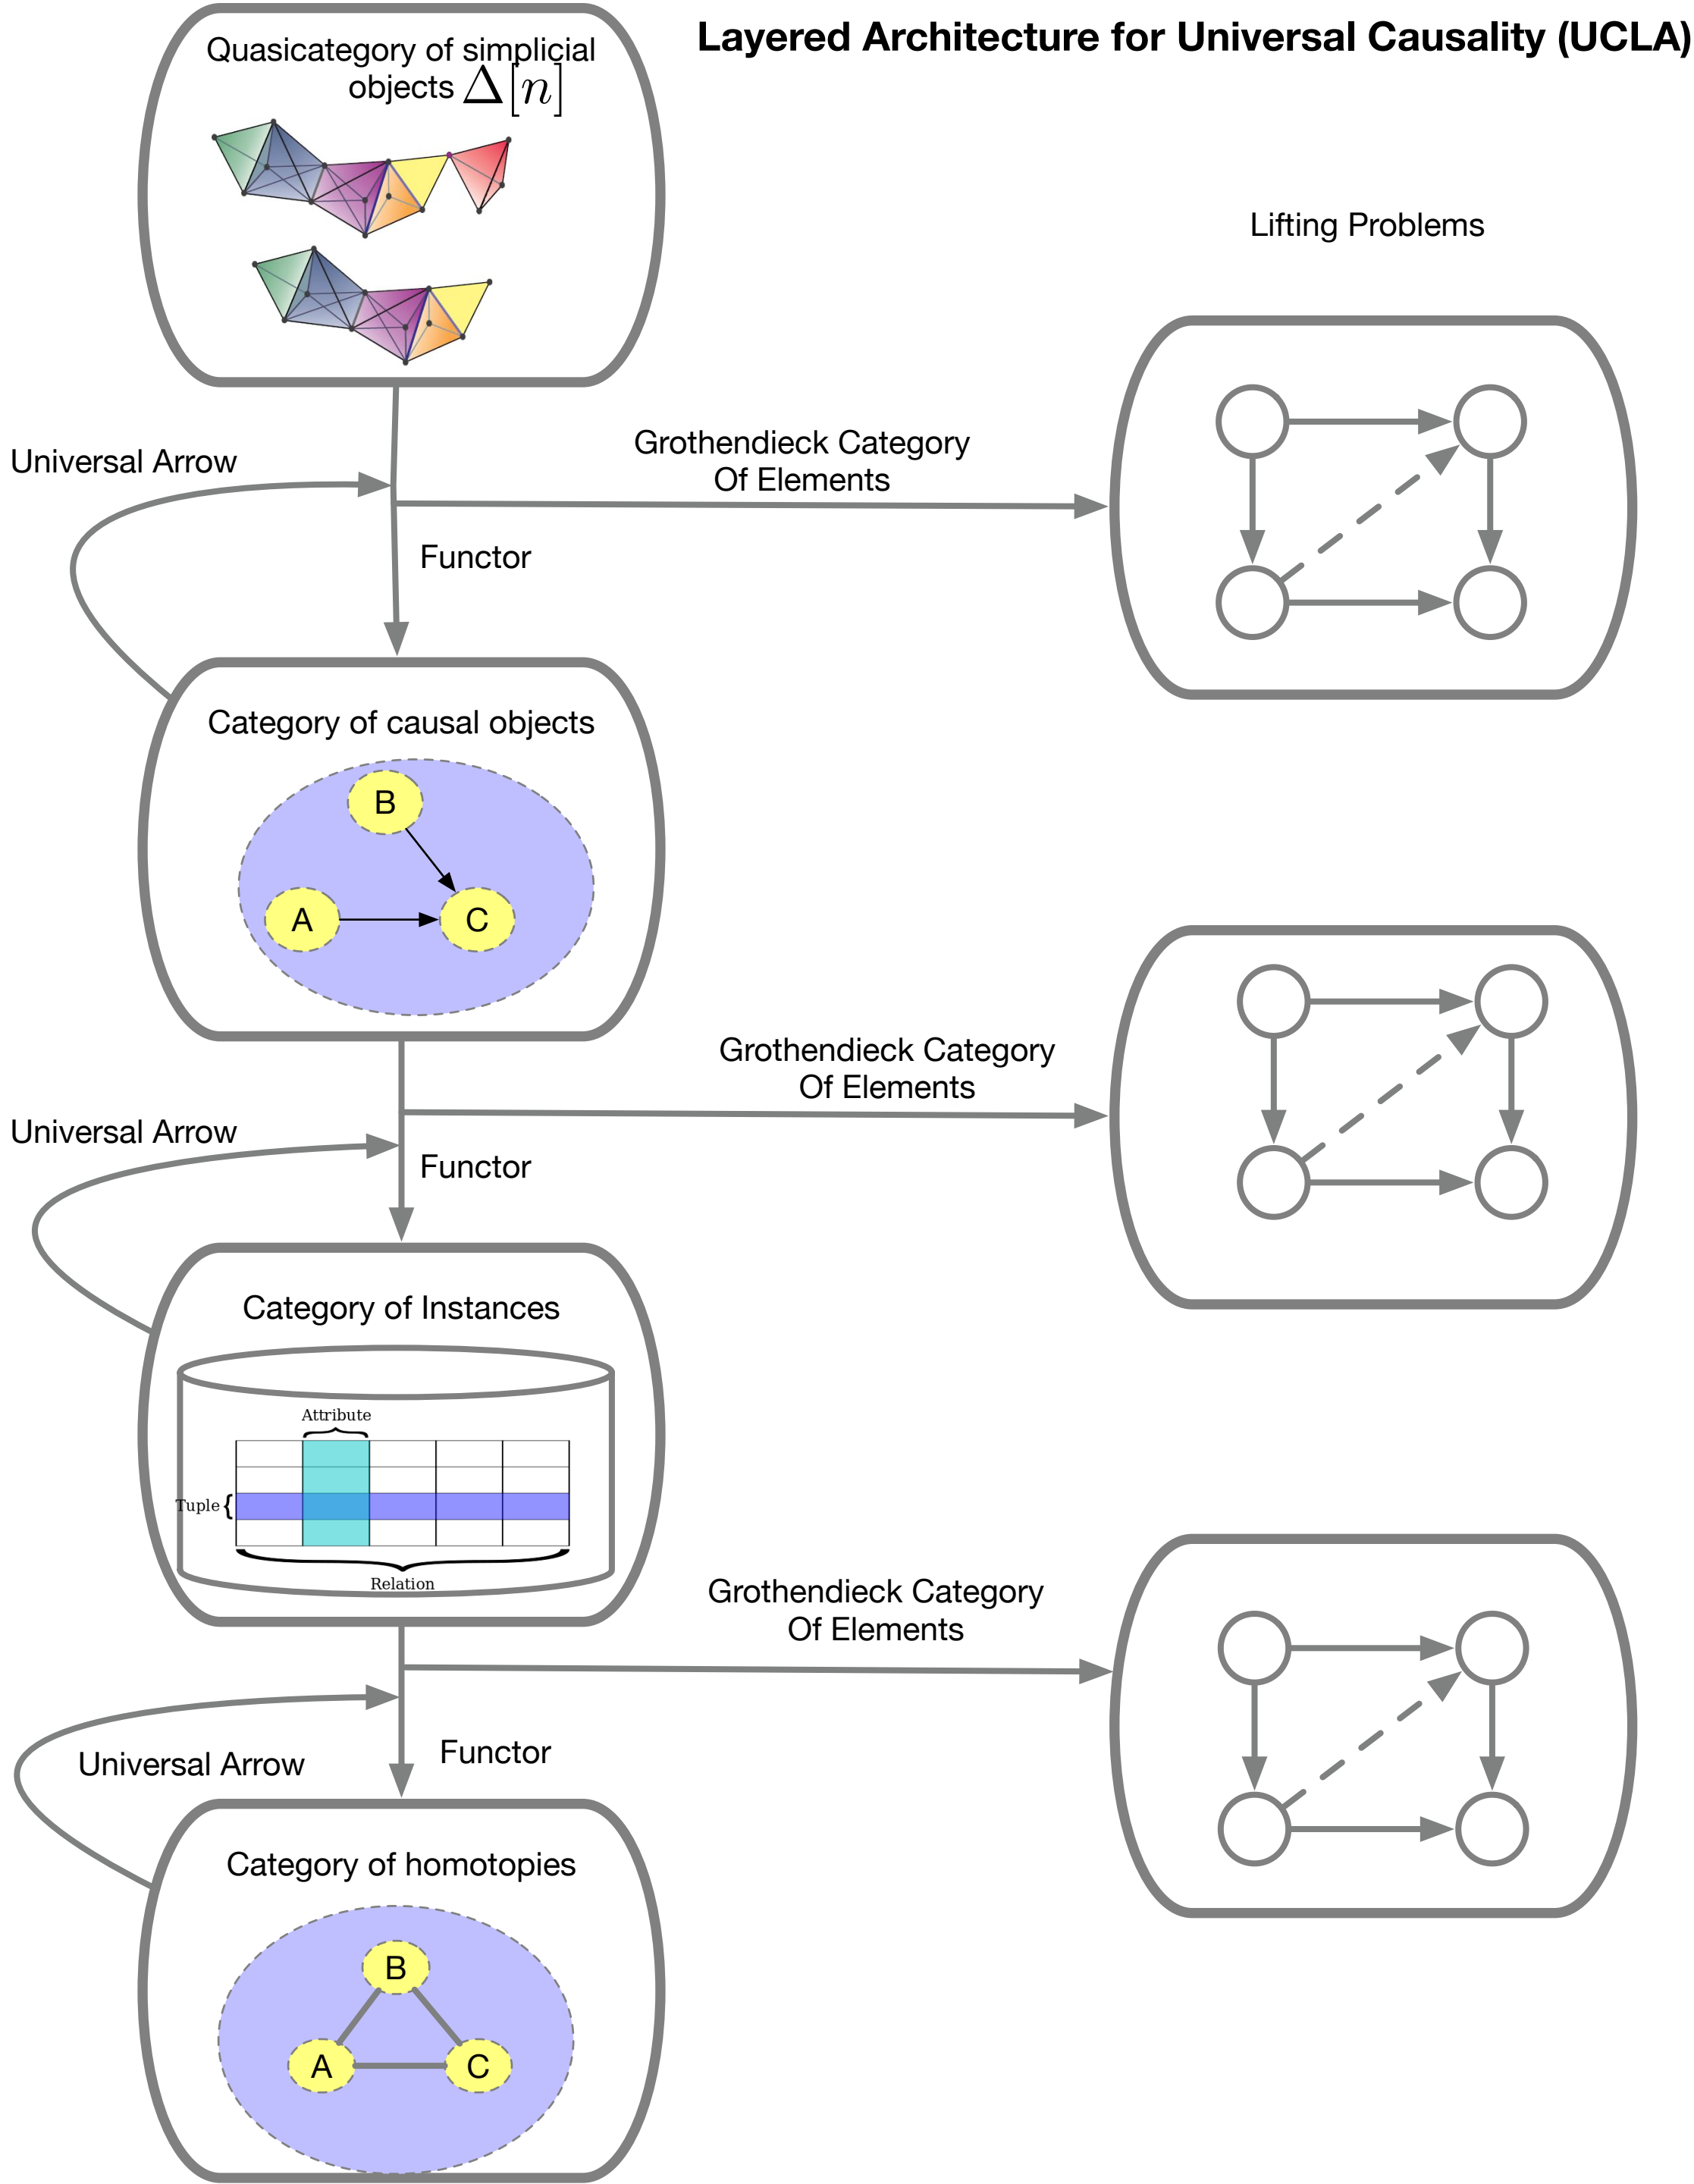 Layered Architecture for Universal Causality (UCLA)
Quasicategory of simplicial
objects Δ[n]
Lifting Problems
Universal Arrow
Grothendieck Category
Of Elements
Functor
Category of causal objects
B
A
C
Grothendieck Category
Of Elements
Universal Arrow
Functor
Category of Instances
Attribute
Tuple
Relation
Grothendieck Category
Of Elements
Universal Arrow
Functor
Category of homotopies
B
A
C